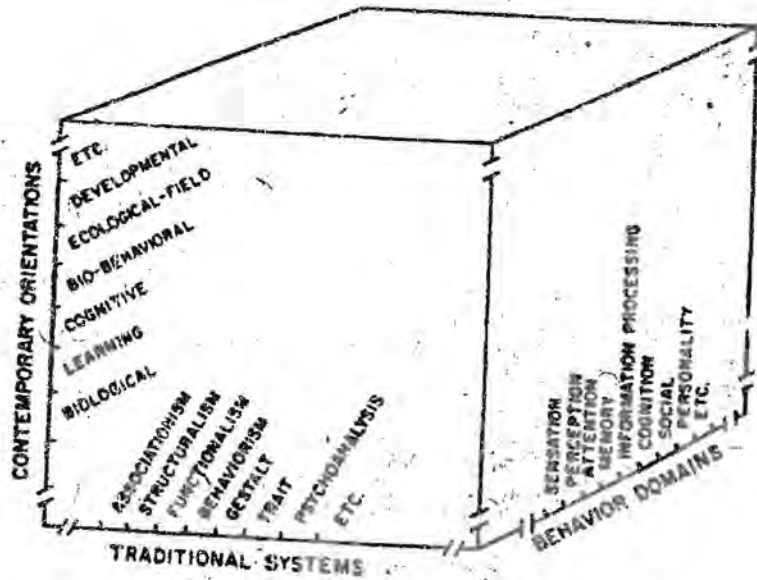 CONTEMPORARY ORIENTATIONS
ETC.
DEVELOPMENTAL
ECOLOGICAL-FIELD
BIO-BEHAVIORAL
COGNITIVE
LEARNING
BIOLOGICAL
ASSOCIATIONISM
STRUCTURALISM
FUNCTIONALISM
BEHAVIORISM
GESTALT
TRAIT
PSYCHOANALYSIS
ETC.
TRADITIONAL SYSTEMS
SENSATION
PERCEPTION
ATTENTION
MEMORY
INFORMATION PROCESSING
COGNITION
SOCIAL
PERSONALITY
ETC.
BEHAVIOR DOMAINS